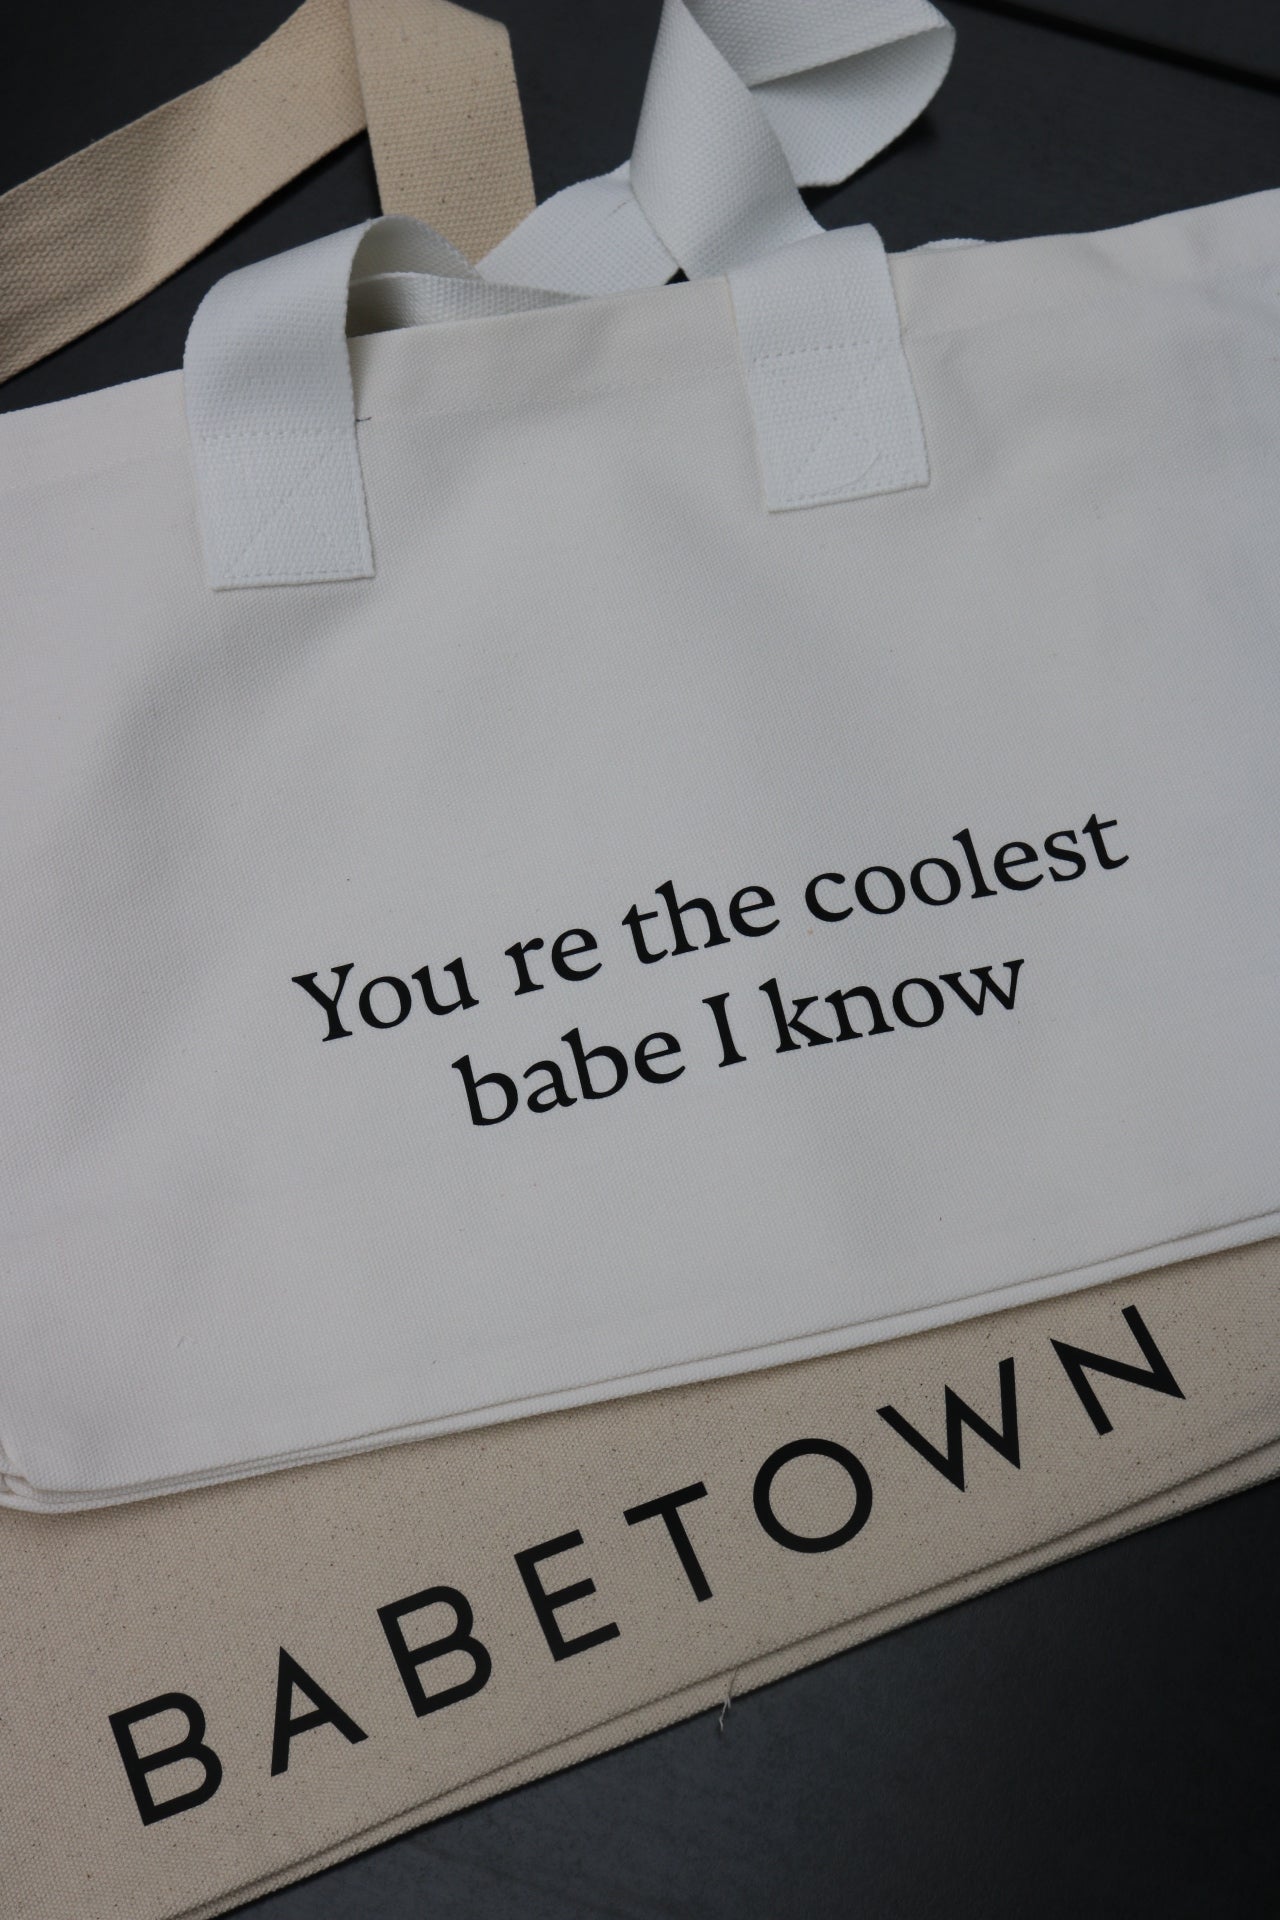 You re the coolest
babe I know
BABETOWN